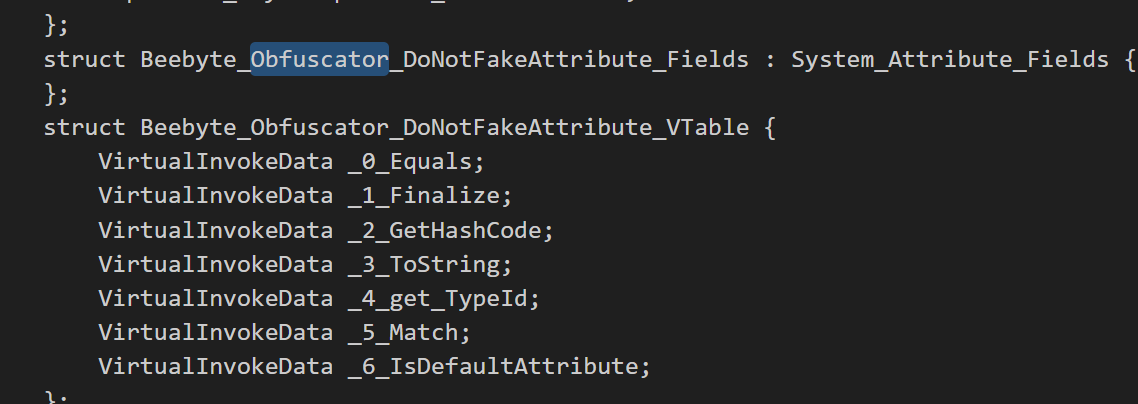 };
struct Beebyte_Obfuscator_DoNotFakeAttribute_Fields : System_Attribute_Fields {
};
struct Beebyte_Obfuscator_DoNotFakeAttribute_VTable {
    VirtualInvokeData _0_Equals;
    VirtualInvokeData _1_Finalize;
    VirtualInvokeData _2_GetHashCode;
    VirtualInvokeData _3_ToString;
    VirtualInvokeData _4_get_TypeId;
    VirtualInvokeData _5_Match;
    VirtualInvokeData _6_IsDefaultAttribute;
};